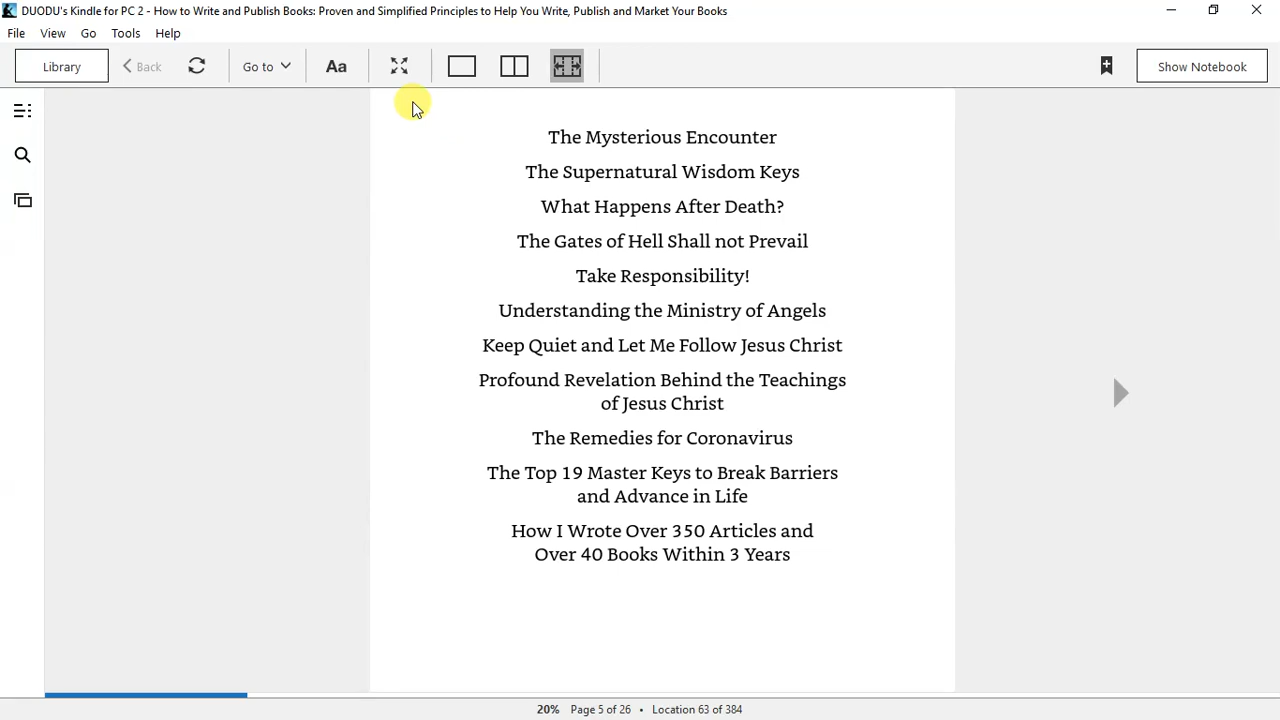 DUODU's Kindle for PC 2 - How to Write and Publish Books: Proven and Simplified Principles to Help You Write, Publish and Market Your Books
File View Go Tools Help
Library Back Go to Aa Show Notebook
The Mysterious Encounter
The Supernatural Wisdom Keys
What Happens After Death?
The Gates of Hell Shall not Prevail
Take Responsibility!
Understanding the Ministry of Angels
Keep Quiet and Let Me Follow Jesus Christ
Profound Revelation Behind the Teachings
of Jesus Christ
The Remedies for Coronavirus
The Top 19 Master Keys to Break Barriers
and Advance in Life
How I Wrote Over 350 Articles and
Over 40 Books Within 3 Years
20% Page 5 of 26 • Location 63 of 384